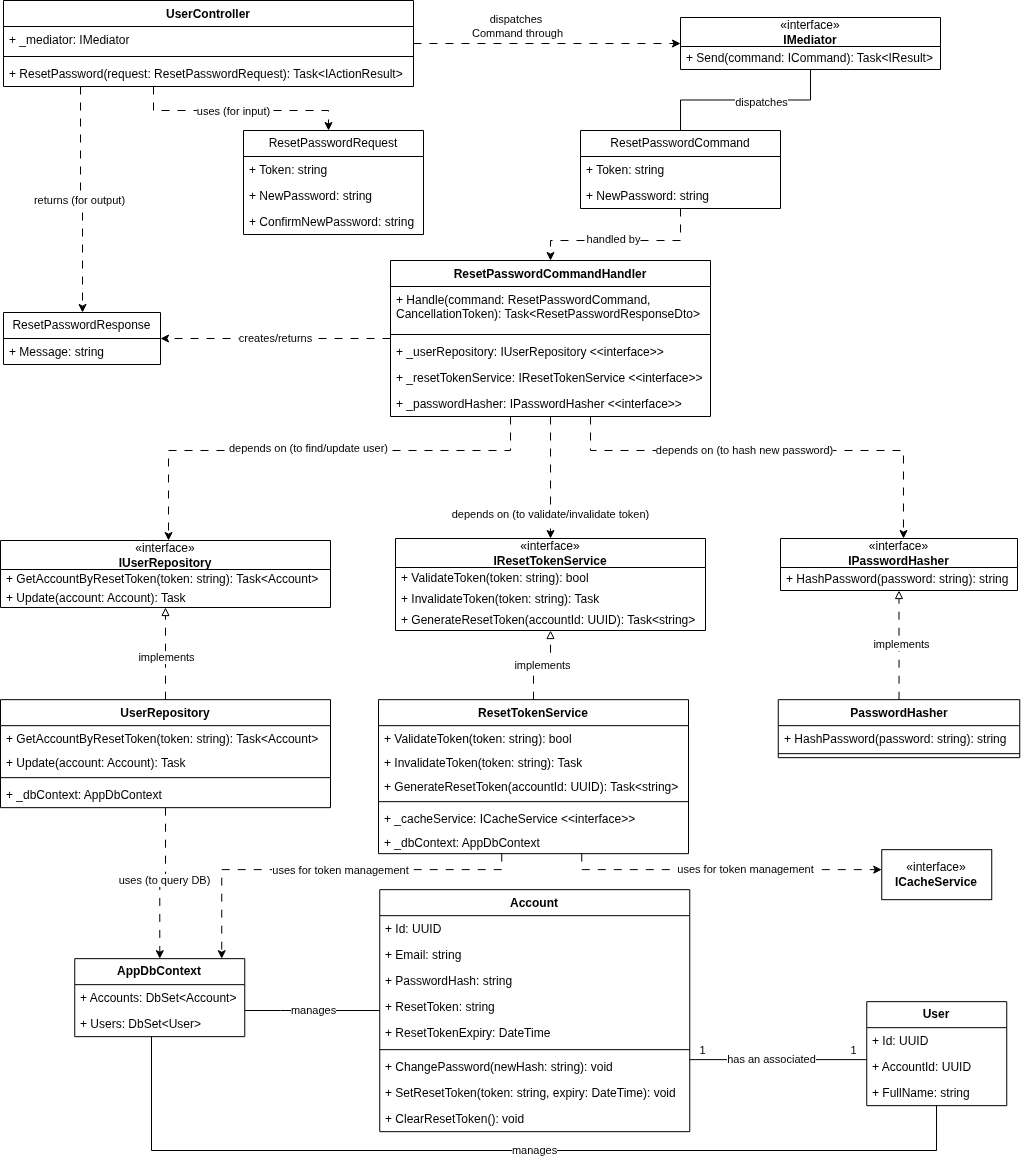 UserController
+ _mediator: IMediator
+ ResetPassword(request: ResetPasswordRequest): Task<IActionResult>
dispatches
Command through
«interface»
IMediator
+ Send(command: ICommand): Task<IResult>
uses (for input)
dispatches
ResetPasswordRequest
+ Token: string
+ NewPassword: string
+ ConfirmNewPassword: string
ResetPasswordCommand
+ Token: string
+ NewPassword: string
returns (for output)
handled by
ResetPasswordResponse
+ Message: string
creates/returns
ResetPasswordCommandHandler
+ Handle(command: ResetPasswordCommand,
CancellationToken): Task<ResetPasswordResponseDto>
+ _userRepository: IUserRepository <<interface>>
+ _resetTokenService: IResetTokenService <<interface>>
+ _passwordHasher: IPasswordHasher <<interface>>
depends on (to find/update user)
depends on (to hash new password)
depends on (to validate/invalidate token)
«interface»
IUserRepository
+ GetAccountByResetToken(token: string): Task<Account>
+ Update(account: Account): Task
«interface»
IResetTokenService
+ ValidateToken(token: string): bool
+ InvalidateToken(token: string): Task
+ GenerateResetToken(accountId: UUID): Task<string>
«interface»
IPasswordHasher
+ HashPassword(password: string): string
implements
implements
implements
UserRepository
+ GetAccountByResetToken(token: string): Task<Account>
+ Update(account: Account): Task
+ _dbContext: AppDbContext
ResetTokenService
+ ValidateToken(token: string): bool
+ InvalidateToken(token: string): Task
+ GenerateResetToken(accountId: UUID): Task<string>
+ _cacheService: ICacheService <<interface>>
+ _dbContext: AppDbContext
PasswordHasher
+ HashPassword(password: string): string
uses (to query DB)
uses for token management
uses for token management
«interface»
ICacheService
Account
+ Id: UUID
+ Email: string
+ PasswordHash: string
+ ResetToken: string
+ ResetTokenExpiry: DateTime
+ ChangePassword(newHash: string): void
+ SetResetToken(token: string, expiry: DateTime): void
+ ClearResetToken(): void
AppDbContext
+ Accounts: DbSet<Account>
+ Users: DbSet<User>
manages
1
has an associated
1
User
+ Id: UUID
+ AccountId: UUID
+ FullName: string
manages